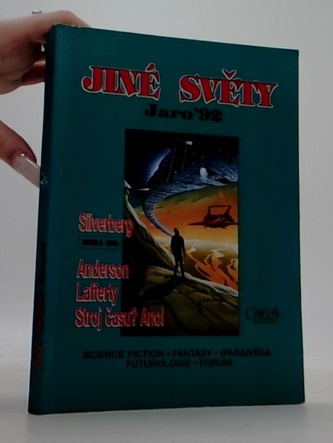 JINÉ SVĚTY
Jaro '92
Silverberg
Anderson
Lafferty
Stroj času? Ano!
SCIENCE FICTION • FANTASY • (PARA)VĚDA
FUTUROLOGIE • FORUM